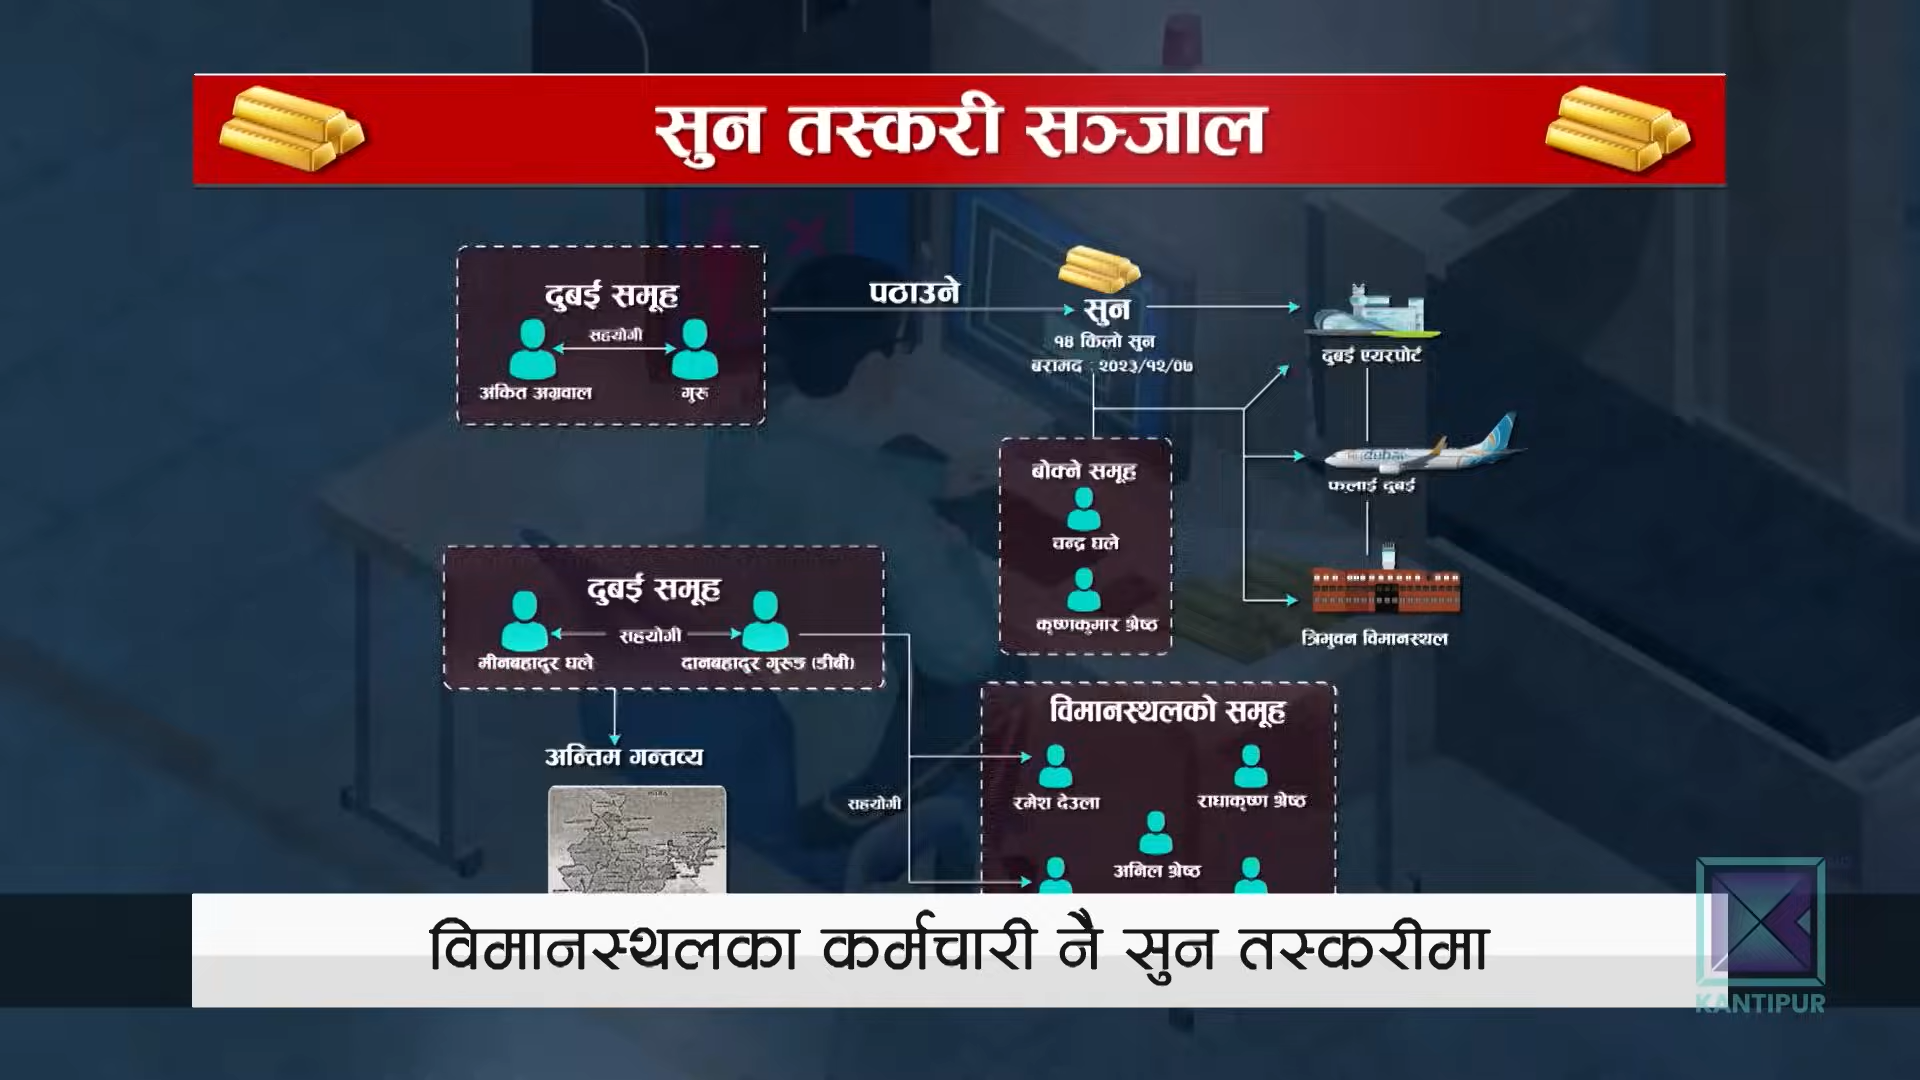 सुन तस्करी सञ्जाल
दुबई समूह
सहयोगी
अंकित अग्रवाल
गुरु
पठाउने
सुन
१४ किलो सुन
बरामद : २०२३/१२/०७
दुबई एयरपोर्ट
फ्लाई दुबई
त्रिभुवन विमानस्थल
बोक्ने समूह
चन्द्र घले
कृष्णकुमार श्रेष्ठ
दुबई समूह
सहयोगी
मीनबहादुर घले
दानबहादुर गुरुङ (डीबी)
अन्तिम गन्तव्य
सहयोगी
विमानस्थलको समूह
रमेश देउला
राधाकृष्ण श्रेष्ठ
अनिल श्रेष्ठ
विमानस्थलका कर्मचारी नै सुन तस्करीमा
KANTIPUR